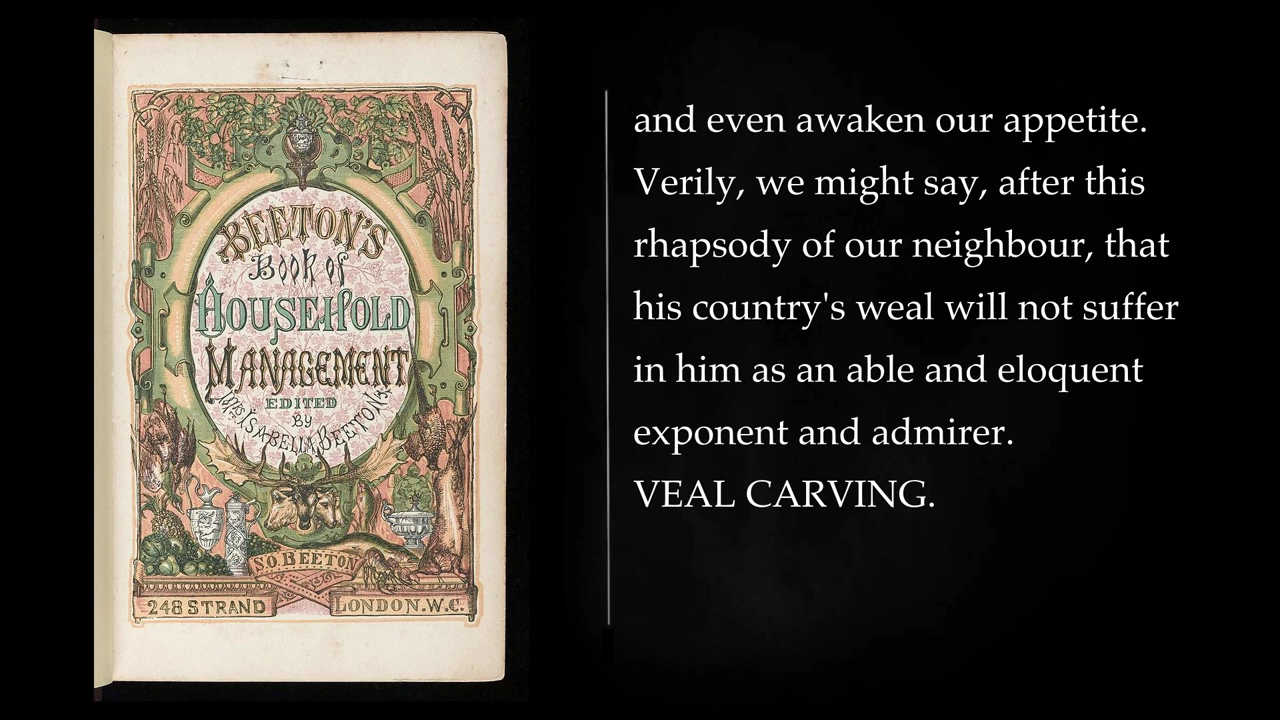 BEETON'S
Book of
HOUSEHOLD
MANAGEMENT
EDITED
BY
MRS ISABELLA BEETON
S.O. BEETON
248 STRAND
LONDON. W.C.
and even awaken our appetite.
Verily, we might say, after this
rhapsody of our neighbour, that
his country's weal will not suffer
in him as an able and eloquent
exponent and admirer.
VEAL CARVING.